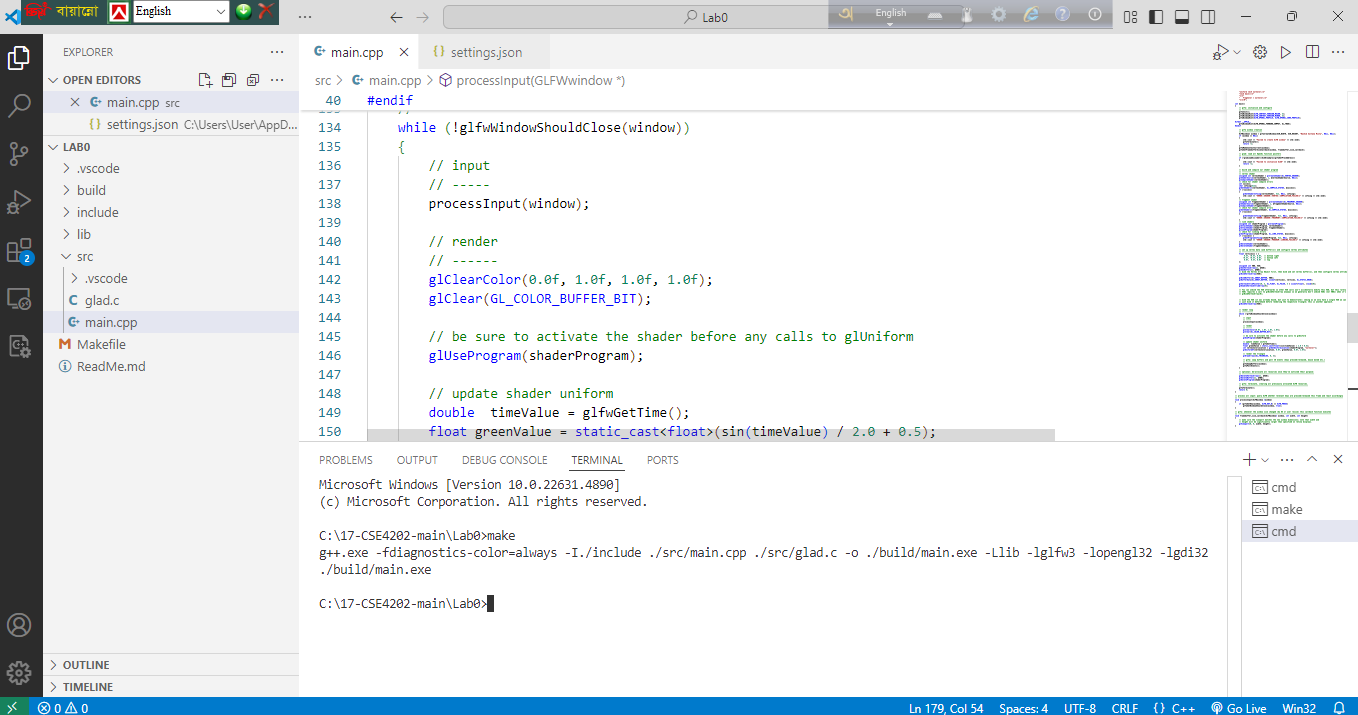 বায়ান্নো
English
Lab0
English
EXPLORER
OPEN EDITORS
main.cpp src
settings.json C:\Users\User\AppD...
LAB0
.vscode
build
include
lib
src
.vscode
glad.c
main.cpp
Makefile
ReadMe.md
OUTLINE
TIMELINE
main.cpp
settings.json
src > main.cpp > processInput(GLFWwindow *)
40 #endif
134 while (!glfwWindowShouldClose(window))
135 {
136 // input
137 // -----
138 processInput(window);
139
140 // render
141 // ------
142 glClearColor(0.0f, 1.0f, 1.0f, 1.0f);
143 glClear(GL_COLOR_BUFFER_BIT);
144
145 // be sure to activate the shader before any calls to glUniform
146 glUseProgram(shaderProgram);
147
148 // update shader uniform
149 double  timeValue = glfwGetTime();
150 float greenValue = static_cast<float>(sin(timeValue) / 2.0 + 0.5);
PROBLEMS OUTPUT DEBUG CONSOLE TERMINAL PORTS
Microsoft Windows [Version 10.0.22631.4890]
(c) Microsoft Corporation. All rights reserved.
C:\17-CSE4202-main\Lab0>make
g++.exe -fdiagnostics-color=always -I./include ./src/main.cpp ./src/glad.c -o ./build/main.exe -Llib -lglfw3 -lopengl32 -lgdi32
./build/main.exe
C:\17-CSE4202-main\Lab0>
cmd
make
cmd
2
0 0
Ln 179, Col 54 Spaces: 4 UTF-8 CRLF {} C++ Go Live Win32